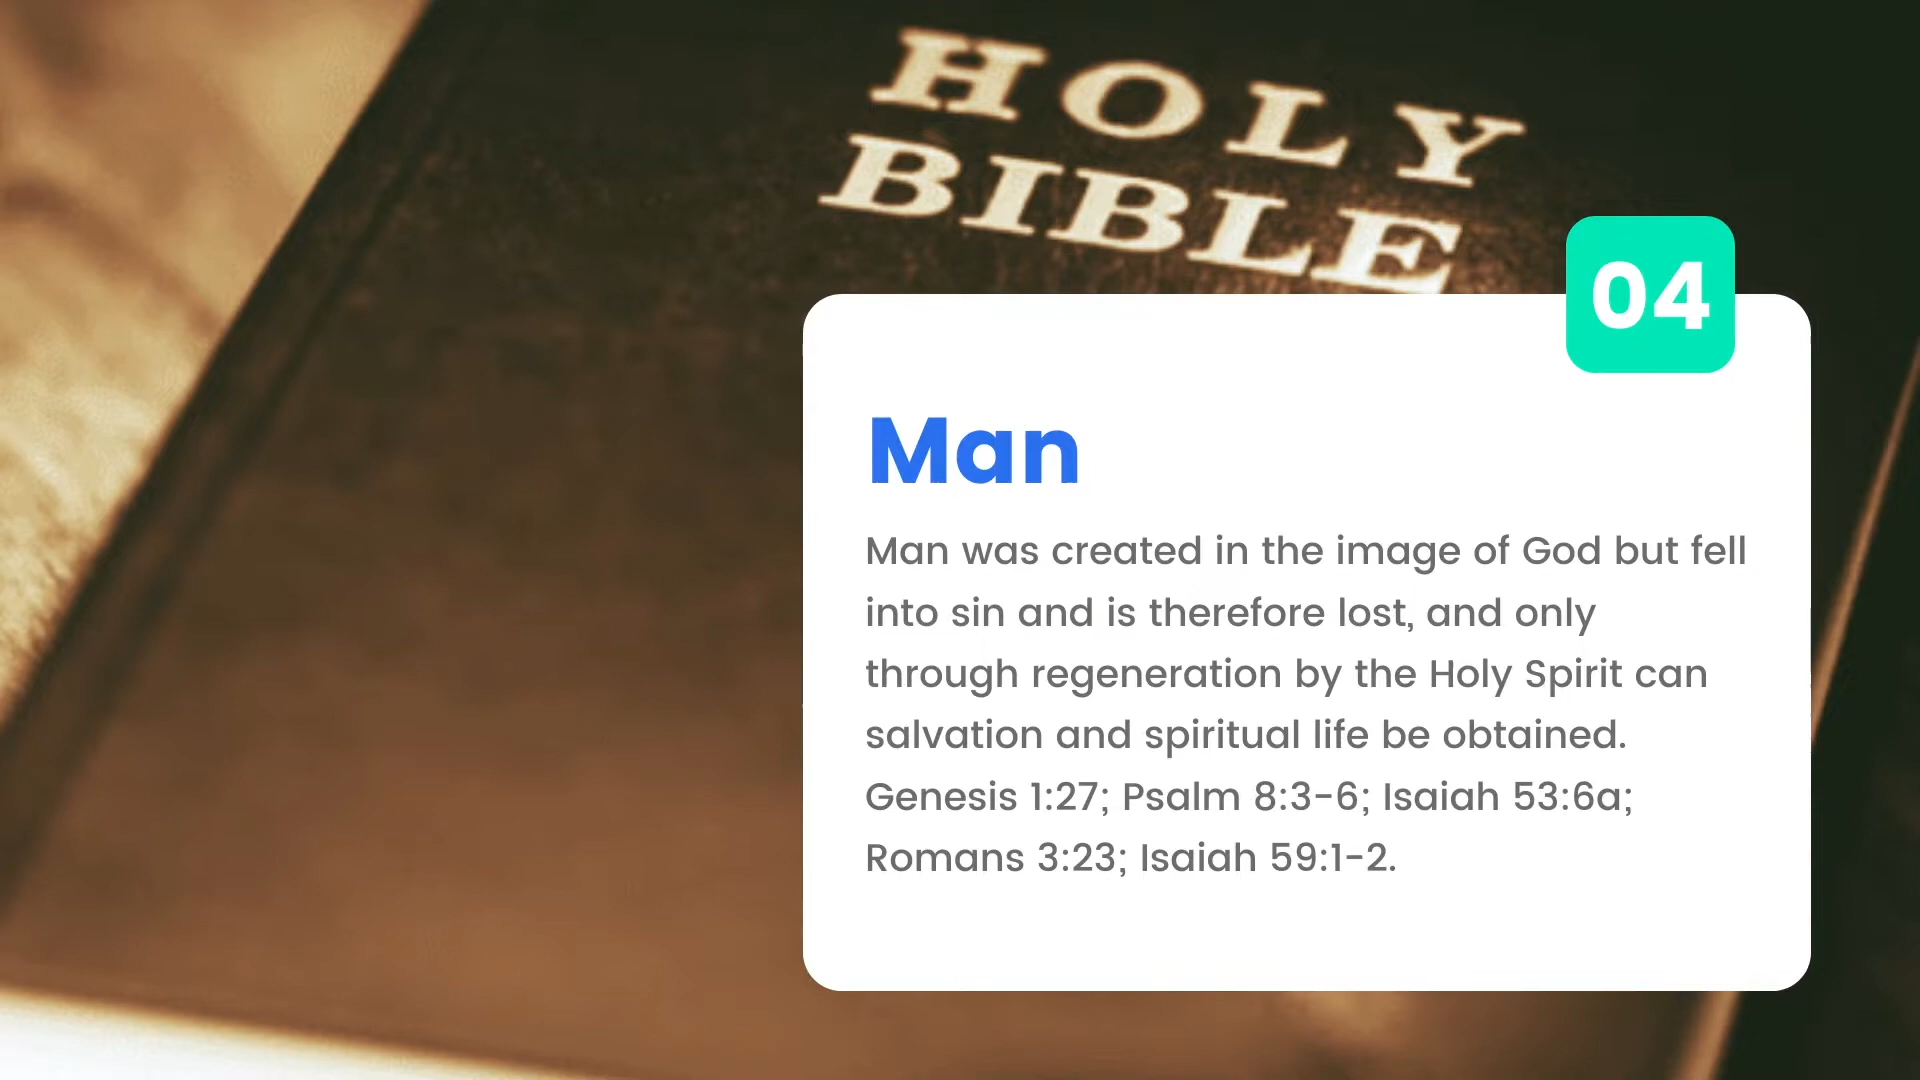 HOLY
BIBLE
04
Man
Man was created in the image of God but fell
into sin and is therefore lost, and only
through regeneration by the Holy Spirit can
salvation and spiritual life be obtained.
Genesis 1:27; Psalm 8:3-6; Isaiah 53:6a;
Romans 3:23; Isaiah 59:1-2.